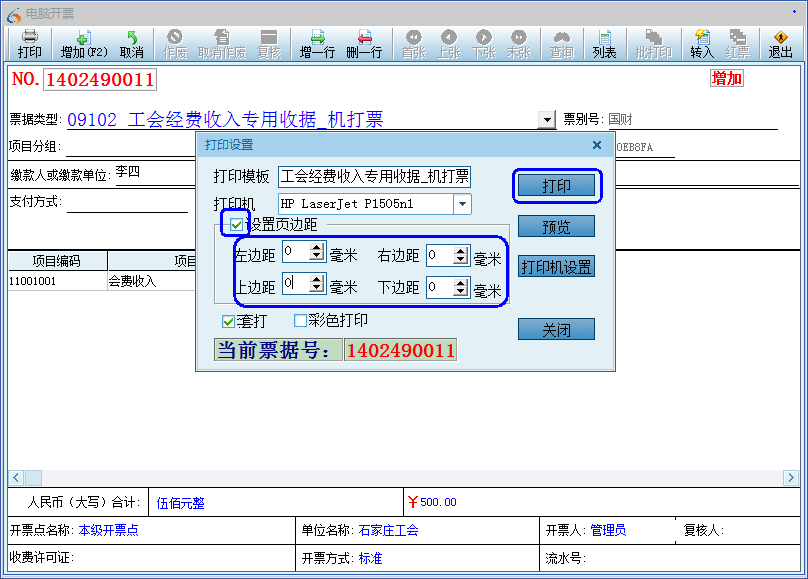 电脑开票
打印 增加(F2) 取消 作废 取消作废 复核 增一行 删一行 首张 上张 下张 末张 查询 列表 批打印 转入 红票 退出
NO. 1402490011 增加
票据类型: 09102 工会经费收入专用收据_机打票 票别号: 国财
项目分组: 0EB8FA
缴款人或缴款单位: 李四
支付方式:
项目编码 项目
11001001 会费收入
打印设置
打印模板 工会经费收入专用收据_机打票
打印机 HP LaserJet P1505n1
设置页边距
左边距 0 毫米 右边距 0 毫米
上边距 0 毫米 下边距 0 毫米
套打 彩色打印
当前票据号: 1402490011
打印
预览
打印机设置
关闭
人民币（大写）合计: 伍佰元整 ￥500.00
开票点名称: 本级开票点 单位名称: 石家庄工会 开票人: 管理员 复核人:
收费许可证: 开票方式: 标准 流水号: